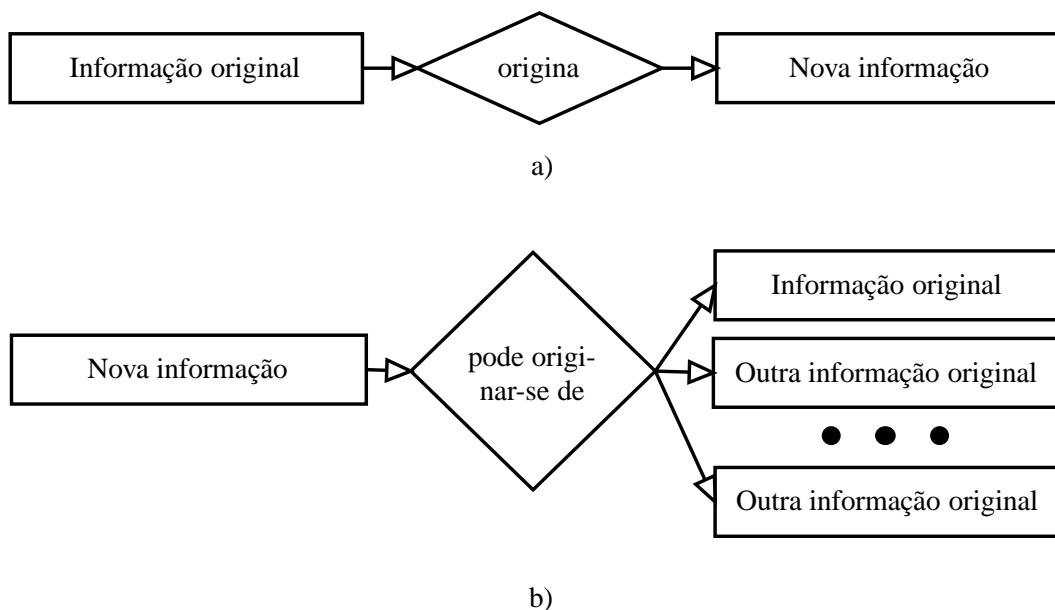 Informação original
origina
Nova informação
a)
Nova informação
pode origi-
nar-se de
Informação original
Outra informação original
Outra informação original
b)